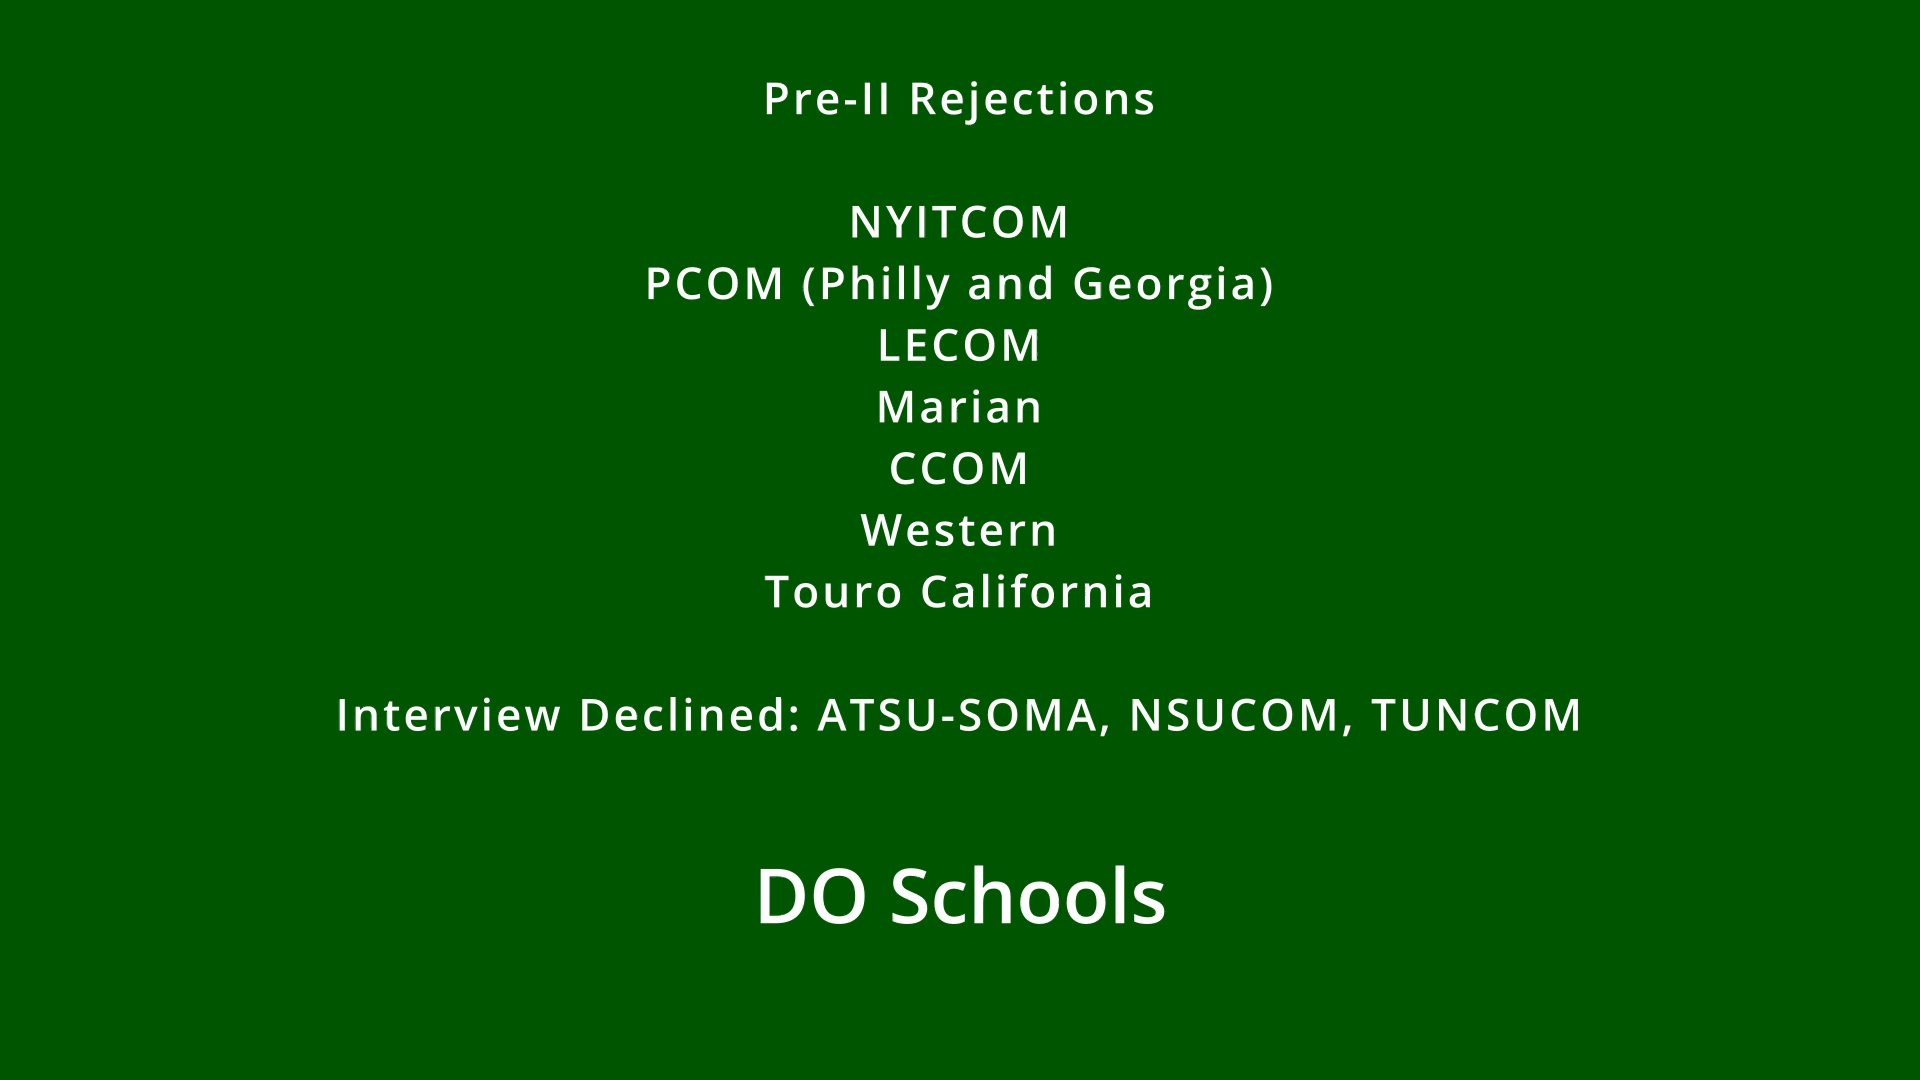 Pre-II Rejections
NYITCOM
PCOM (Philly and Georgia)
LECOM
Marian
CCOM
Western
Touro California
Interview Declined: ATSU-SOMA, NSUCOM, TUNCOM
DO Schools